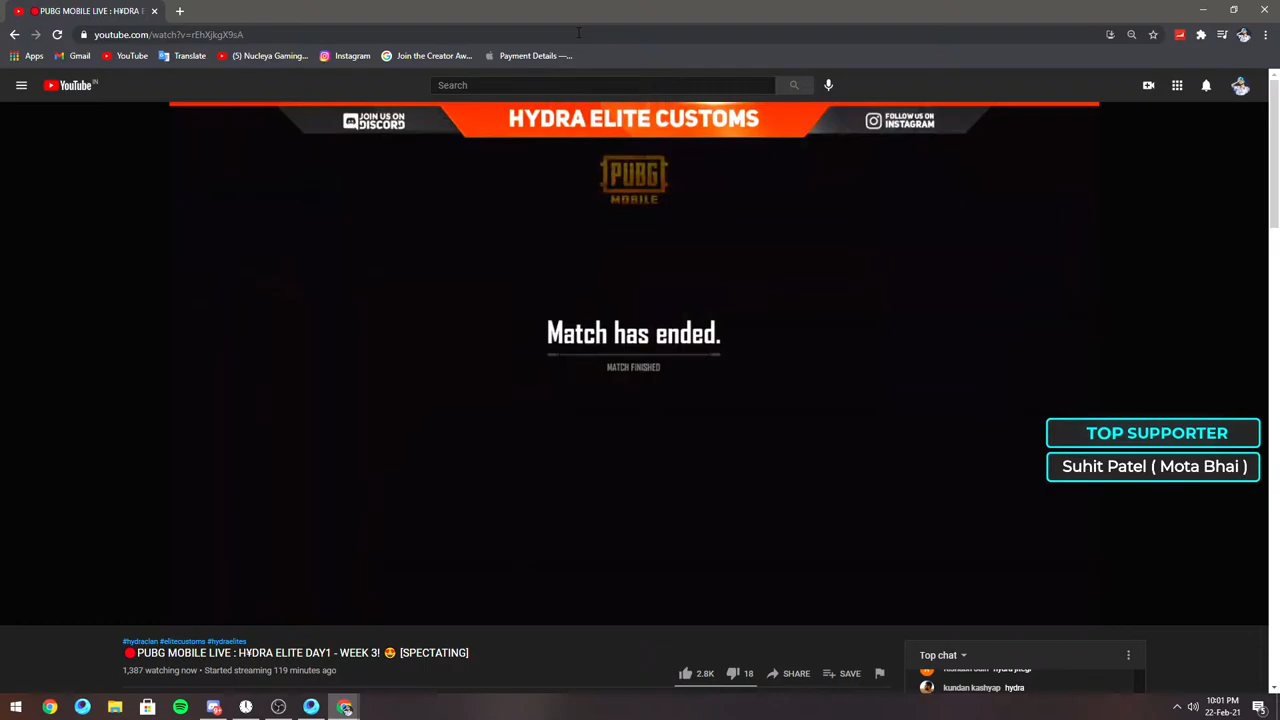 PUBG MOBILE LIVE : H¥DRA E
youtube.com/watch?v=rEhXjkgX9sA
Apps
Gmail
YouTube
Translate
(5) Nucleya Gaming...
Instagram
Join the Creator Aw...
Payment Details —...
YouTube IN
Search
JOIN US ON DISCORD
HYDRA ELITE CUSTOMS
FOLLOW US ON INSTAGRAM
PUBG
MOBILE
Match has ended.
MATCH FINISHED
TOP SUPPORTER
Suhit Patel ( Mota Bhai )
#hydraclan #elitecustoms #hydraelites
🔴PUBG MOBILE LIVE : H¥DRA ELITE DAY1 - WEEK 3! 🤩 [SPECTATING]
1,387 watching now • Started streaming 119 minutes ago
2.8K
18
SHARE
SAVE
Top chat
kundan kashyap hydra
10:01 PM
22-Feb-21
5